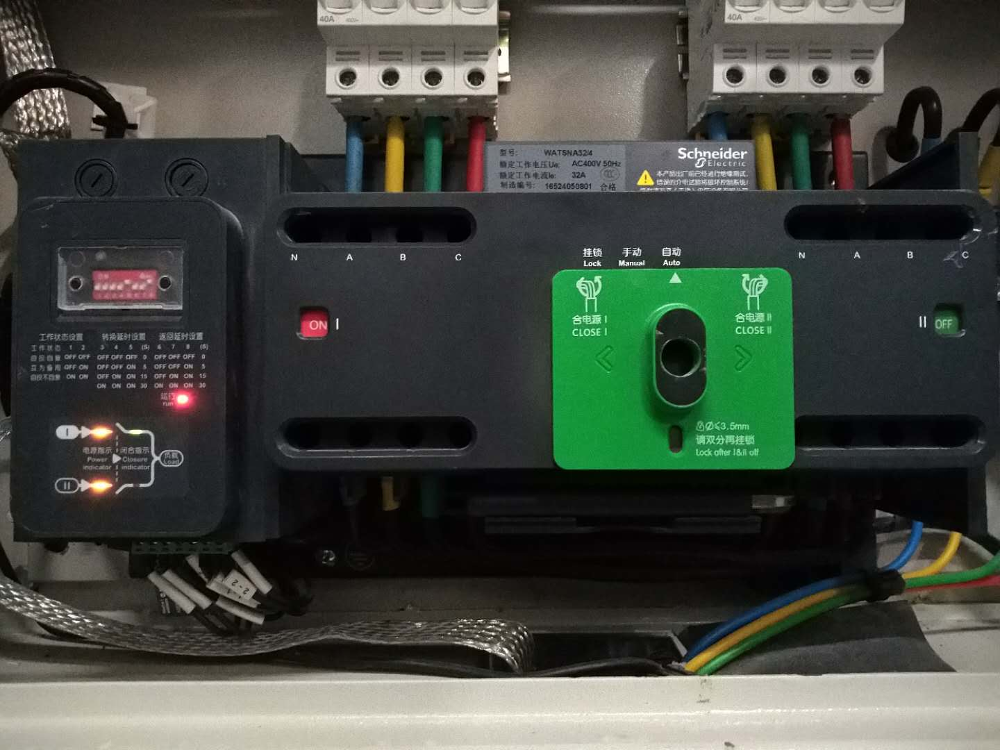 40A
400V~
40A
型号: WATSNA32/4
额定工作电压Ue: AC400V 50Hz
额定工作电流Ie: 32A
制造编号: 16524050801 合格
Schneider
Electric
本产品出厂前已经进行绝缘测试,
错误的介电试验将破坏控制系统!
N A B C
N A B C
挂锁 手动 自动
Lock Manual Auto
合电源 I
CLOSE I
合电源 II
CLOSE II
ON I
II OFF
工作状态设置 转换延时设置 返回延时设置
工作状态 1 2 3 4 5 (S) 6 7 8 (S)
自投自复 OFF OFF OFF OFF OFF 0 OFF OFF OFF 0
互为备用 OFF ON OFF OFF ON 5 OFF OFF ON 5
自投不自复 ON ON OFF ON ON 15 OFF ON ON 15
ON ON ON 30 ON ON ON 30
运行
run
I
电源指示 闭合指示
Power Closure
indicator indicator
负载
Load
II
Ø≤3.5mm
请双分再挂锁
Lock after I&II off
2-2